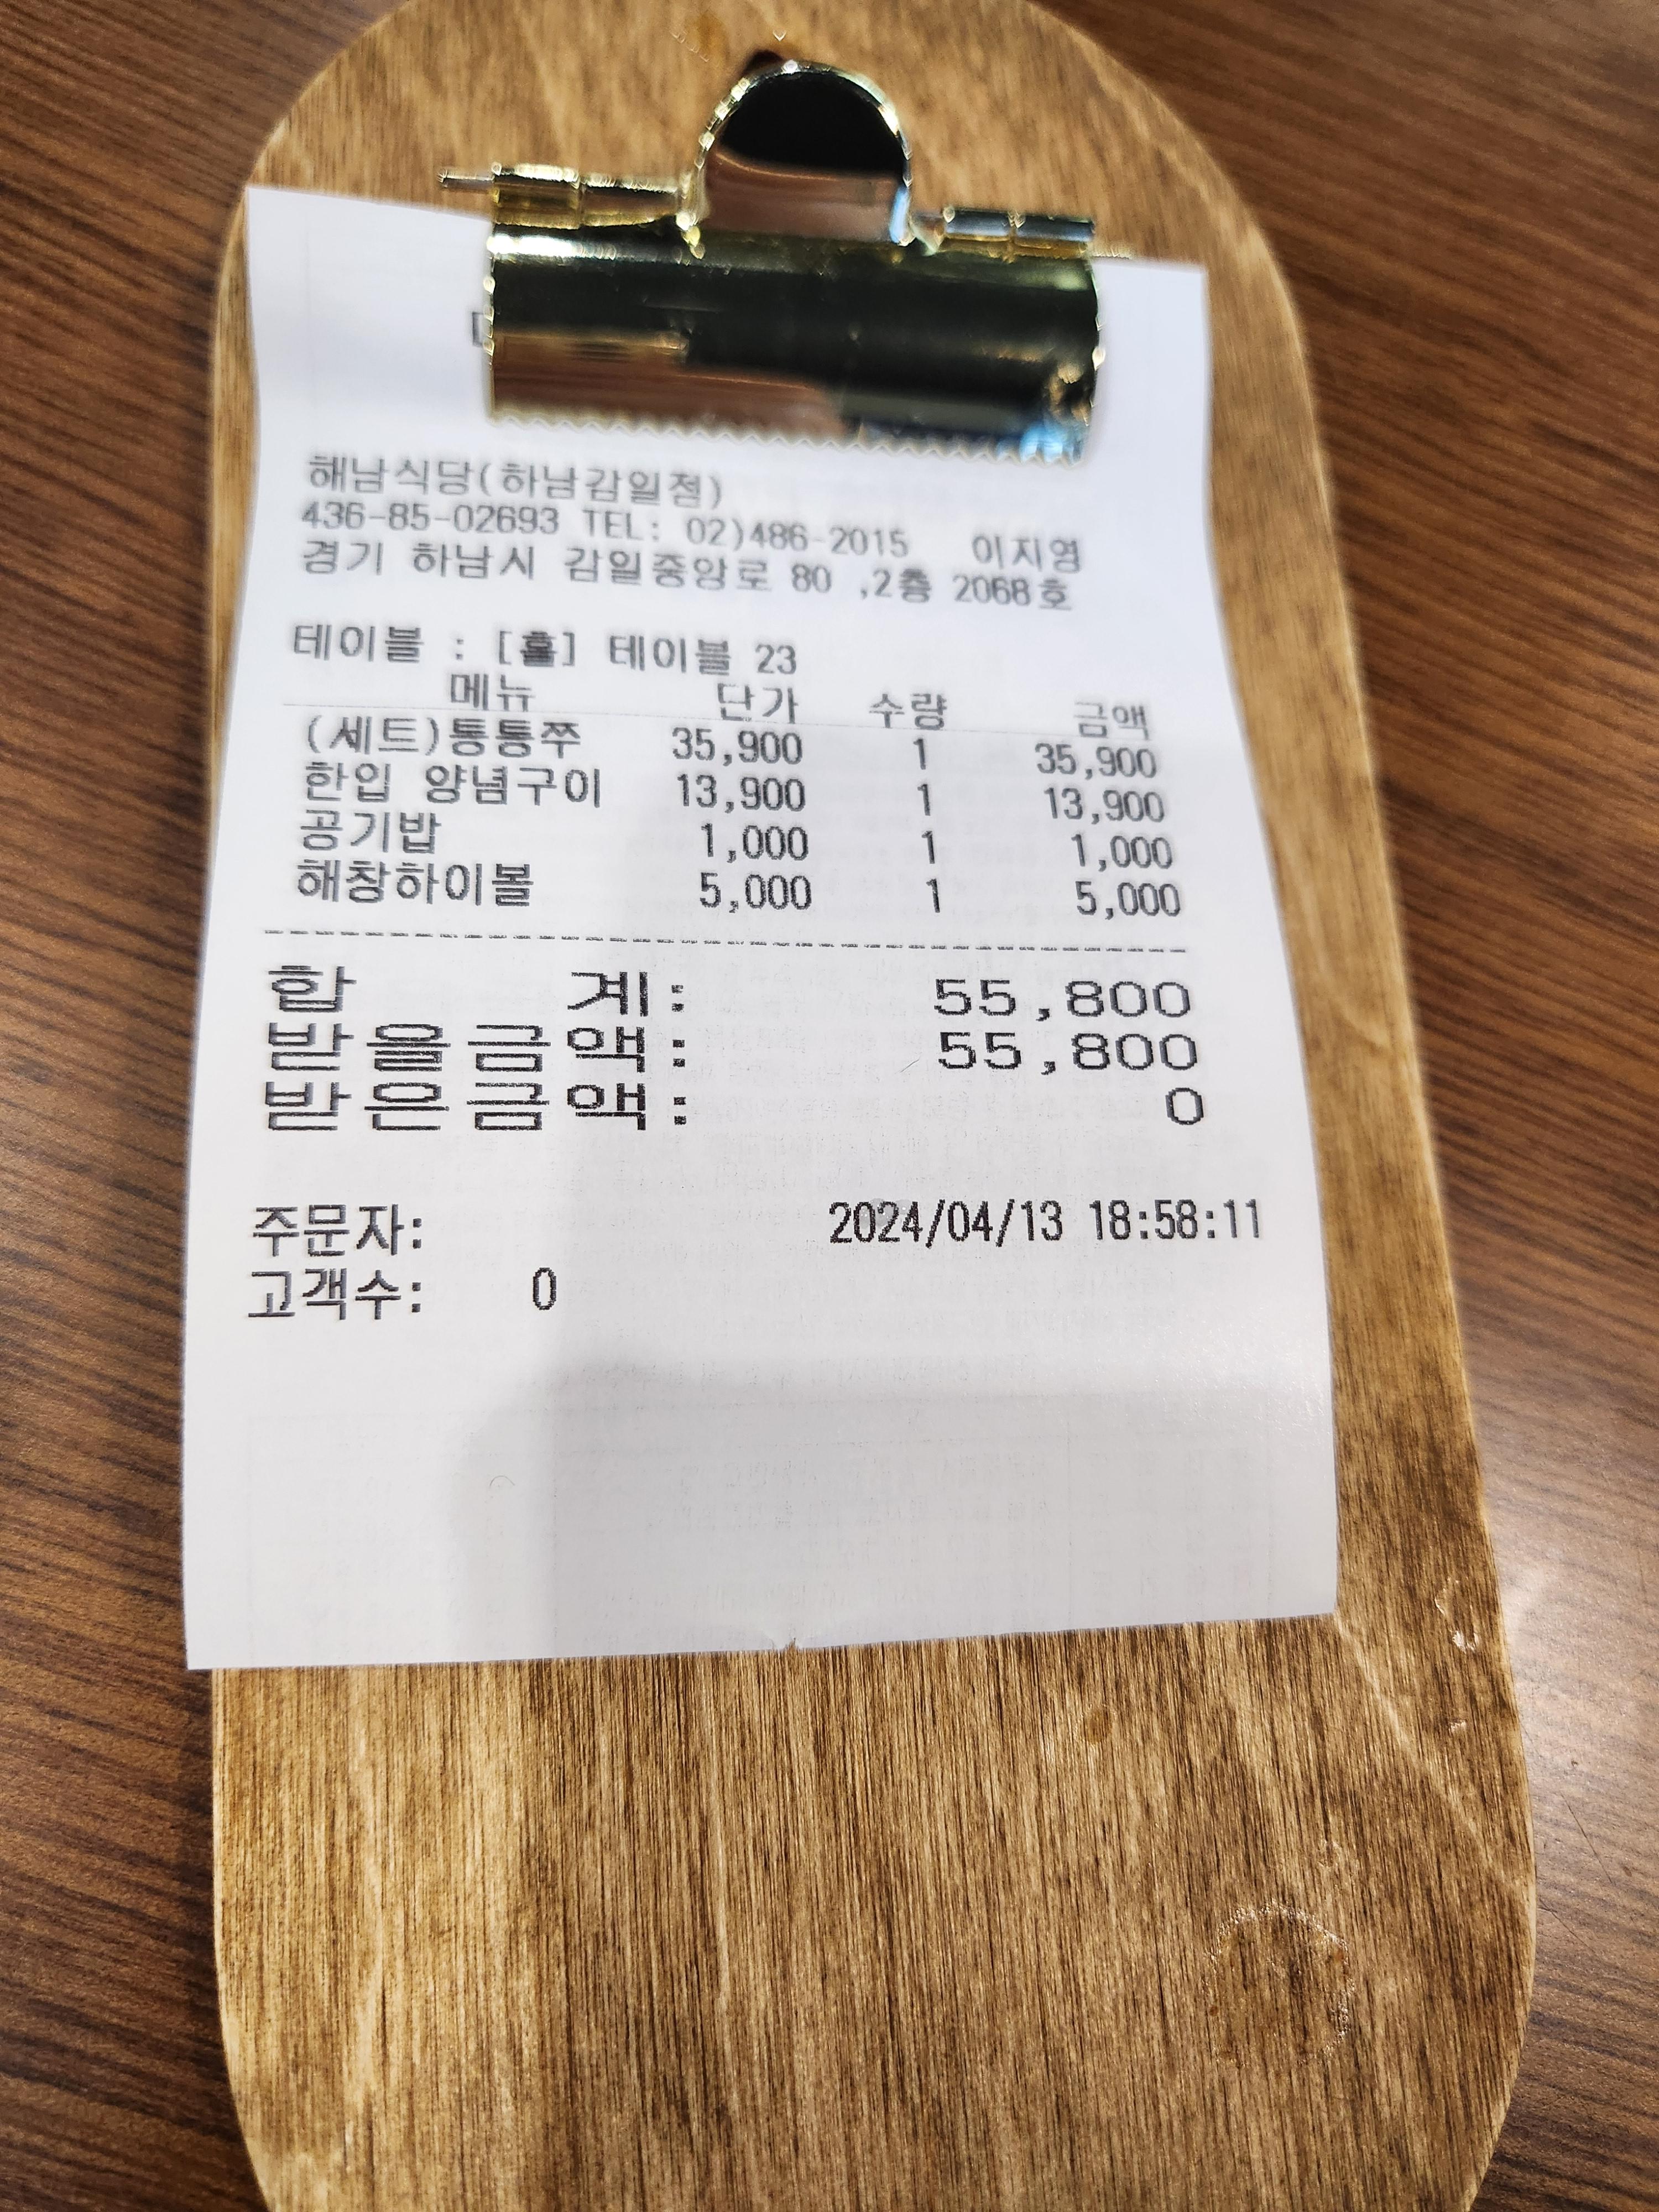 해남식당(하남감일점)
436-85-02693 TEL: 02)486-2015 이지영
경기 하남시 감일중앙로 80 ,2층 2068호
테이블 : [홀] 테이블 23
메뉴 단가 수량 금액
(세트)통통쭈 35,900 1 35,900
한입 양념구이 13,900 1 13,900
공기밥 1,000 1 1,000
해창하이볼 5,000 1 5,000
합 계: 55,800
받을금액: 55,800
받은금액: 0
주문자: 2024/04/13 18:58:11
고객수: 0